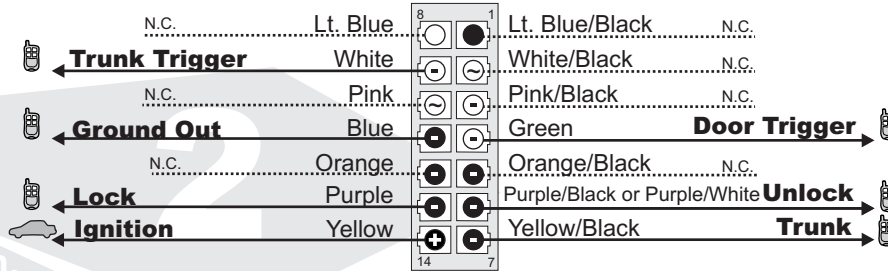 8 1
N.C. Lt. Blue Lt. Blue/Black N.C.
Trunk Trigger White - ~ White/Black N.C.
N.C. Pink ~ - Pink/Black N.C.
Ground Out Blue - - Green Door Trigger
N.C. Orange - - Orange/Black N.C.
Lock Purple - - Purple/Black or Purple/White Unlock
Ignition Yellow + - Yellow/Black Trunk
14 7